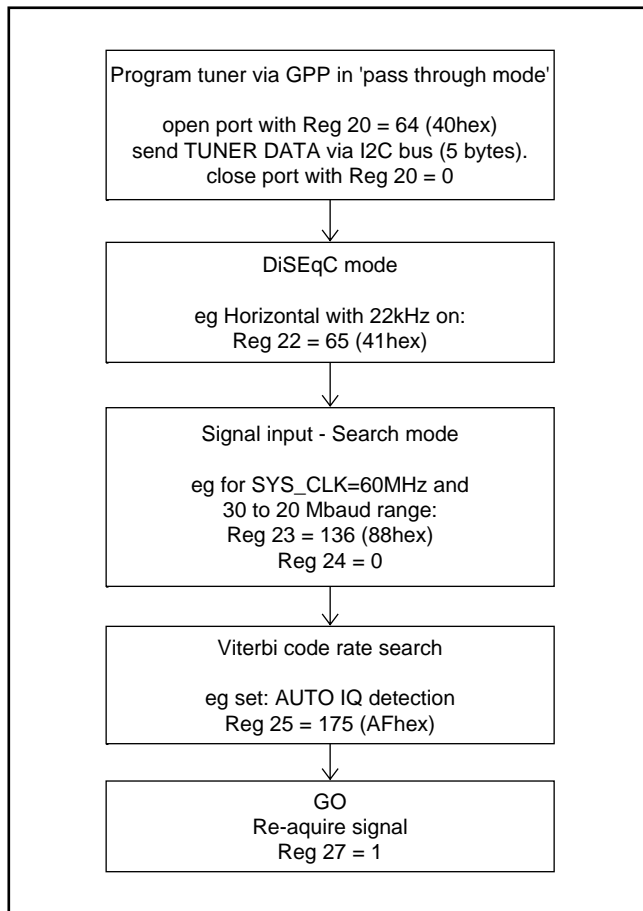 Program tuner via GPP in 'pass through mode'
open port with Reg 20 = 64 (40hex)
send TUNER DATA via I2C bus (5 bytes).
close port with Reg 20 = 0
DiSEqC mode
eg Horizontal with 22kHz on:
Reg 22 = 65 (41hex)
Signal input - Search mode
eg for SYS_CLK=60MHz and
30 to 20 Mbaud range:
Reg 23 = 136 (88hex)
Reg 24 = 0
Viterbi code rate search
eg set: AUTO IQ detection
Reg 25 = 175 (AFhex)
GO
Re-aquire signal
Reg 27 = 1